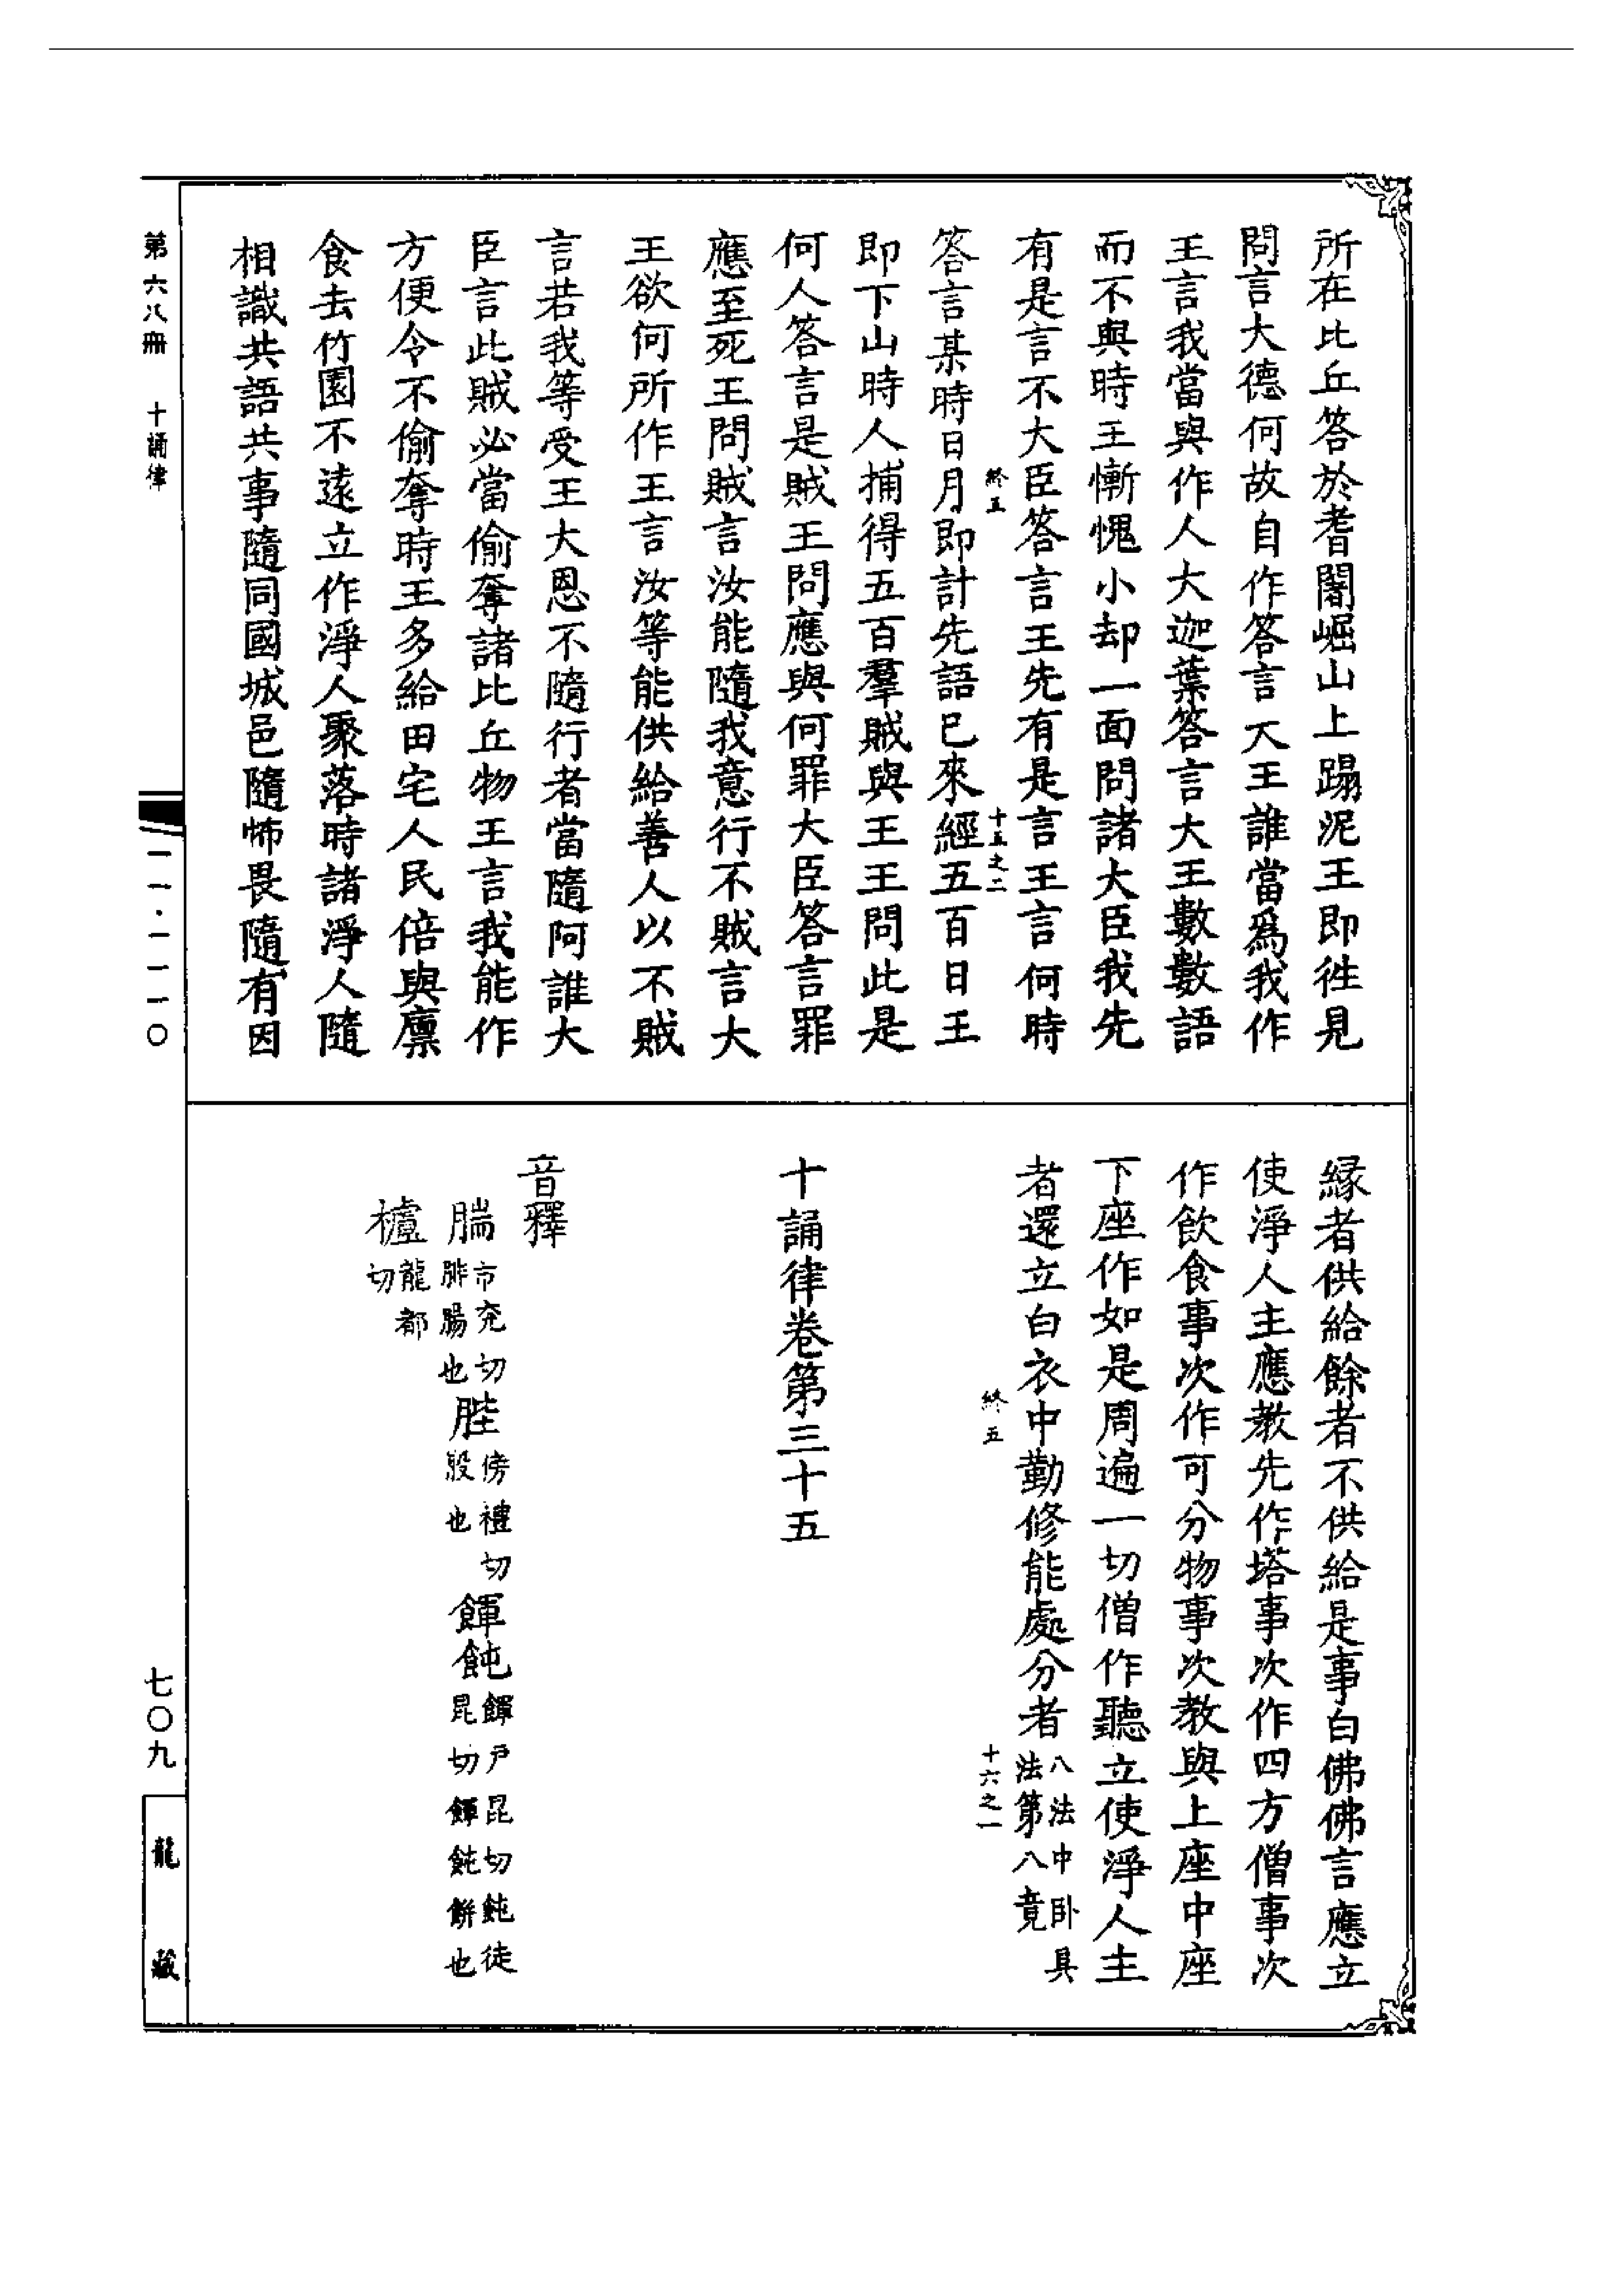 所在比丘答於耆闍崛山上蹋泥王即徃見
問言大德何故自作答言大王誰當爲我作
王言我當與作人大迦葉答言大王數數語
而不與時王慚愧小却一面問諸大臣我先
有是言不大臣答言王先有是言王言何時
終五
十五之二
答言某時日月即計先語已來經五百日王
即下山時人捕得五百羣賊與王王問此是
何人答言是賊王問應與何罪大臣答言罪
應至死王問賊言汝能隨我意行不賊言大
王欲何所作王言汝等能供給善人以不賊
言若我等受王大恩不隨行者當隨阿誰大
臣言此賊必當偷奪諸比丘物王言我能作
方便令不偷奪時王多給田宅人民倍與廪
食去竹園不遠立作淨人聚落時諸淨人隨
相識共語共事隨同國城邑隨怖畏隨有因
縁者供給餘者不供給是事白佛佛言應立
使淨人主應教先作塔事次作四方僧事次
作飲食事次作可分物事次教與上座中座
下座作如是周遍一切僧作聽立使淨人主
者還立白衣中勤修能處分者
八法中卧具
法第八竟
終五
十六之一
十誦律卷第三十五
音釋
腨
市兖切
腓腸也
䏶
傍禮切
股也
餫飩
餫戸昆切飩徒
昆切餫飩餅也
櫨
龍都
切
第六八冊
十誦律
一一·一一一〇
七〇九
龍藏